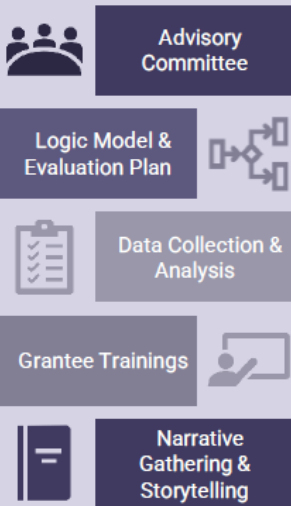 Advisory
Committee
Logic Model &
Evaluation Plan
Data Collection &
Analysis
Grantee Trainings
Narrative
Gathering &
Storytelling